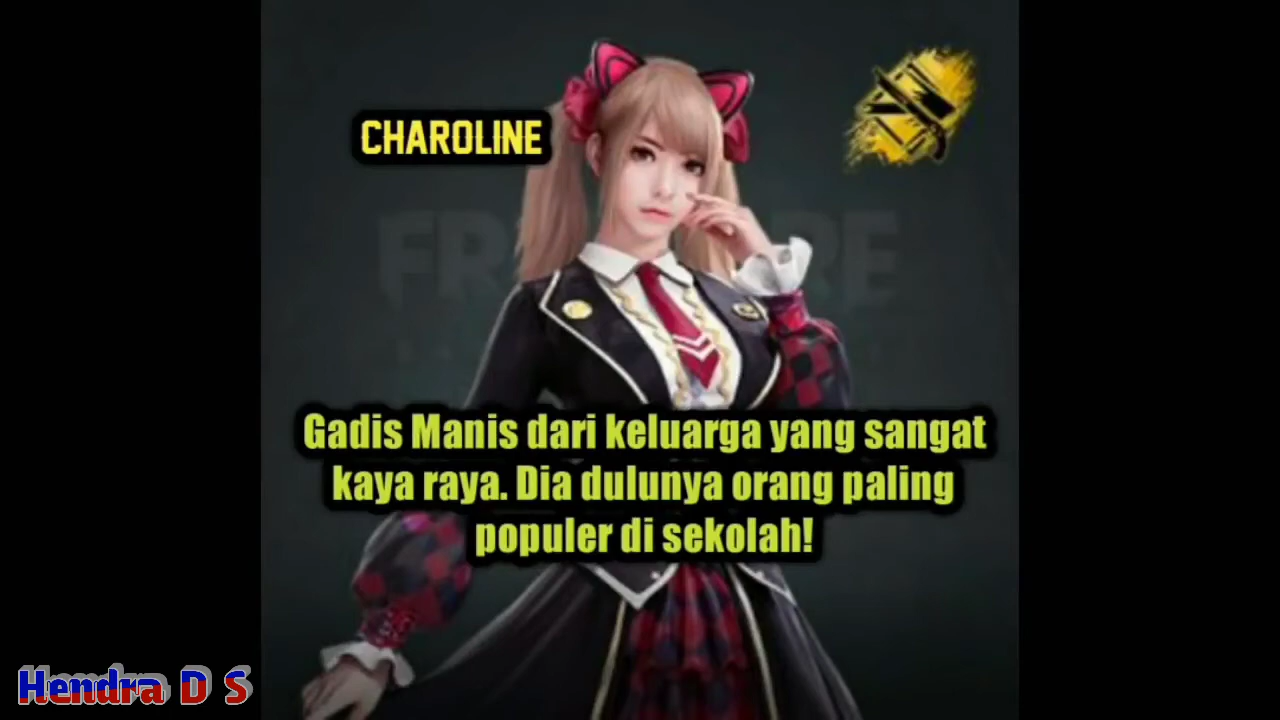 CHAROLINE
Gadis Manis dari keluarga yang sangat
kaya raya. Dia dulunya orang paling
populer di sekolah!
Hendra D S